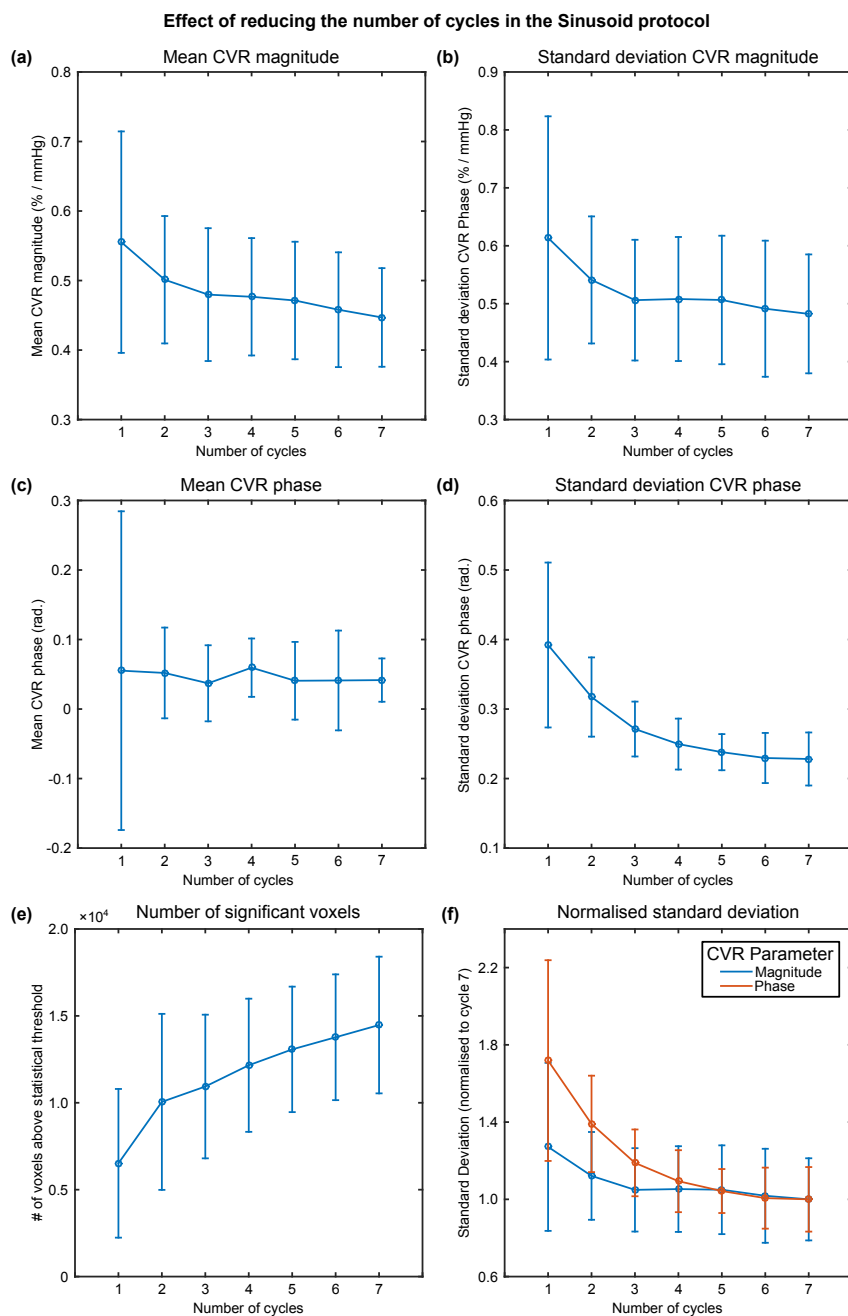 Effect of reducing the number of cycles in the Sinusoid protocol
(a)
Mean CVR magnitude
Mean CVR magnitude (% / mmHg)
0.8
0.7
0.6
0.5
0.4
0.3
1 2 3 4 5 6 7
Number of cycles
(b)
Standard deviation CVR magnitude
Standard deviation CVR Phase (% / mmHg)
0.9
0.8
0.7
0.6
0.5
0.4
0.3
1 2 3 4 5 6 7
Number of cycles
(c)
Mean CVR phase
Mean CVR phase (rad.)
0.3
0.2
0.1
0
-0.1
-0.2
1 2 3 4 5 6 7
Number of cycles
(d)
Standard deviation CVR phase
Standard deviation CVR phase (rad.)
0.6
0.5
0.4
0.3
0.2
0.1
1 2 3 4 5 6 7
Number of cycles
(e)
Number of significant voxels
×10⁴
# of voxels above statistical threshold
2.0
1.5
1.0
0.5
0
1 2 3 4 5 6 7
Number of cycles
(f)
Normalised standard deviation
Standard Deviation (normalised to cycle 7)
2.2
1.8
1.4
1.0
0.6
CVR Parameter
Magnitude
Phase
1 2 3 4 5 6 7
Number of cycles